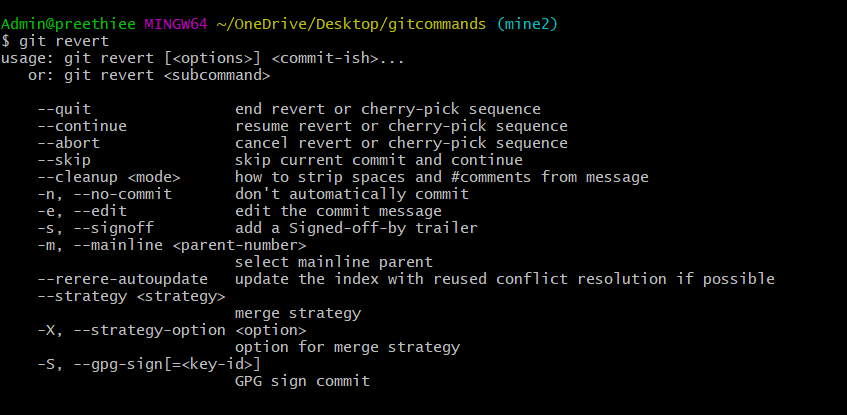 Admin@preethiee MINGW64 ~/OneDrive/Desktop/gitcommands (mine2)
$ git revert
usage: git revert [<options>] <commit-ish>...
   or: git revert <subcommand>

    --quit                end revert or cherry-pick sequence
    --continue            resume revert or cherry-pick sequence
    --abort               cancel revert or cherry-pick sequence
    --skip                skip current commit and continue
    --cleanup <mode>      how to strip spaces and #comments from message
    -n, --no-commit       don't automatically commit
    -e, --edit            edit the commit message
    -s, --signoff         add a Signed-off-by trailer
    -m, --mainline <parent-number>
                          select mainline parent
    --rerere-autoupdate   update the index with reused conflict resolution if possible
    --strategy <strategy>
                          merge strategy
    -X, --strategy-option <option>
                          option for merge strategy
    -S, --gpg-sign[=<key-id>]
                          GPG sign commit